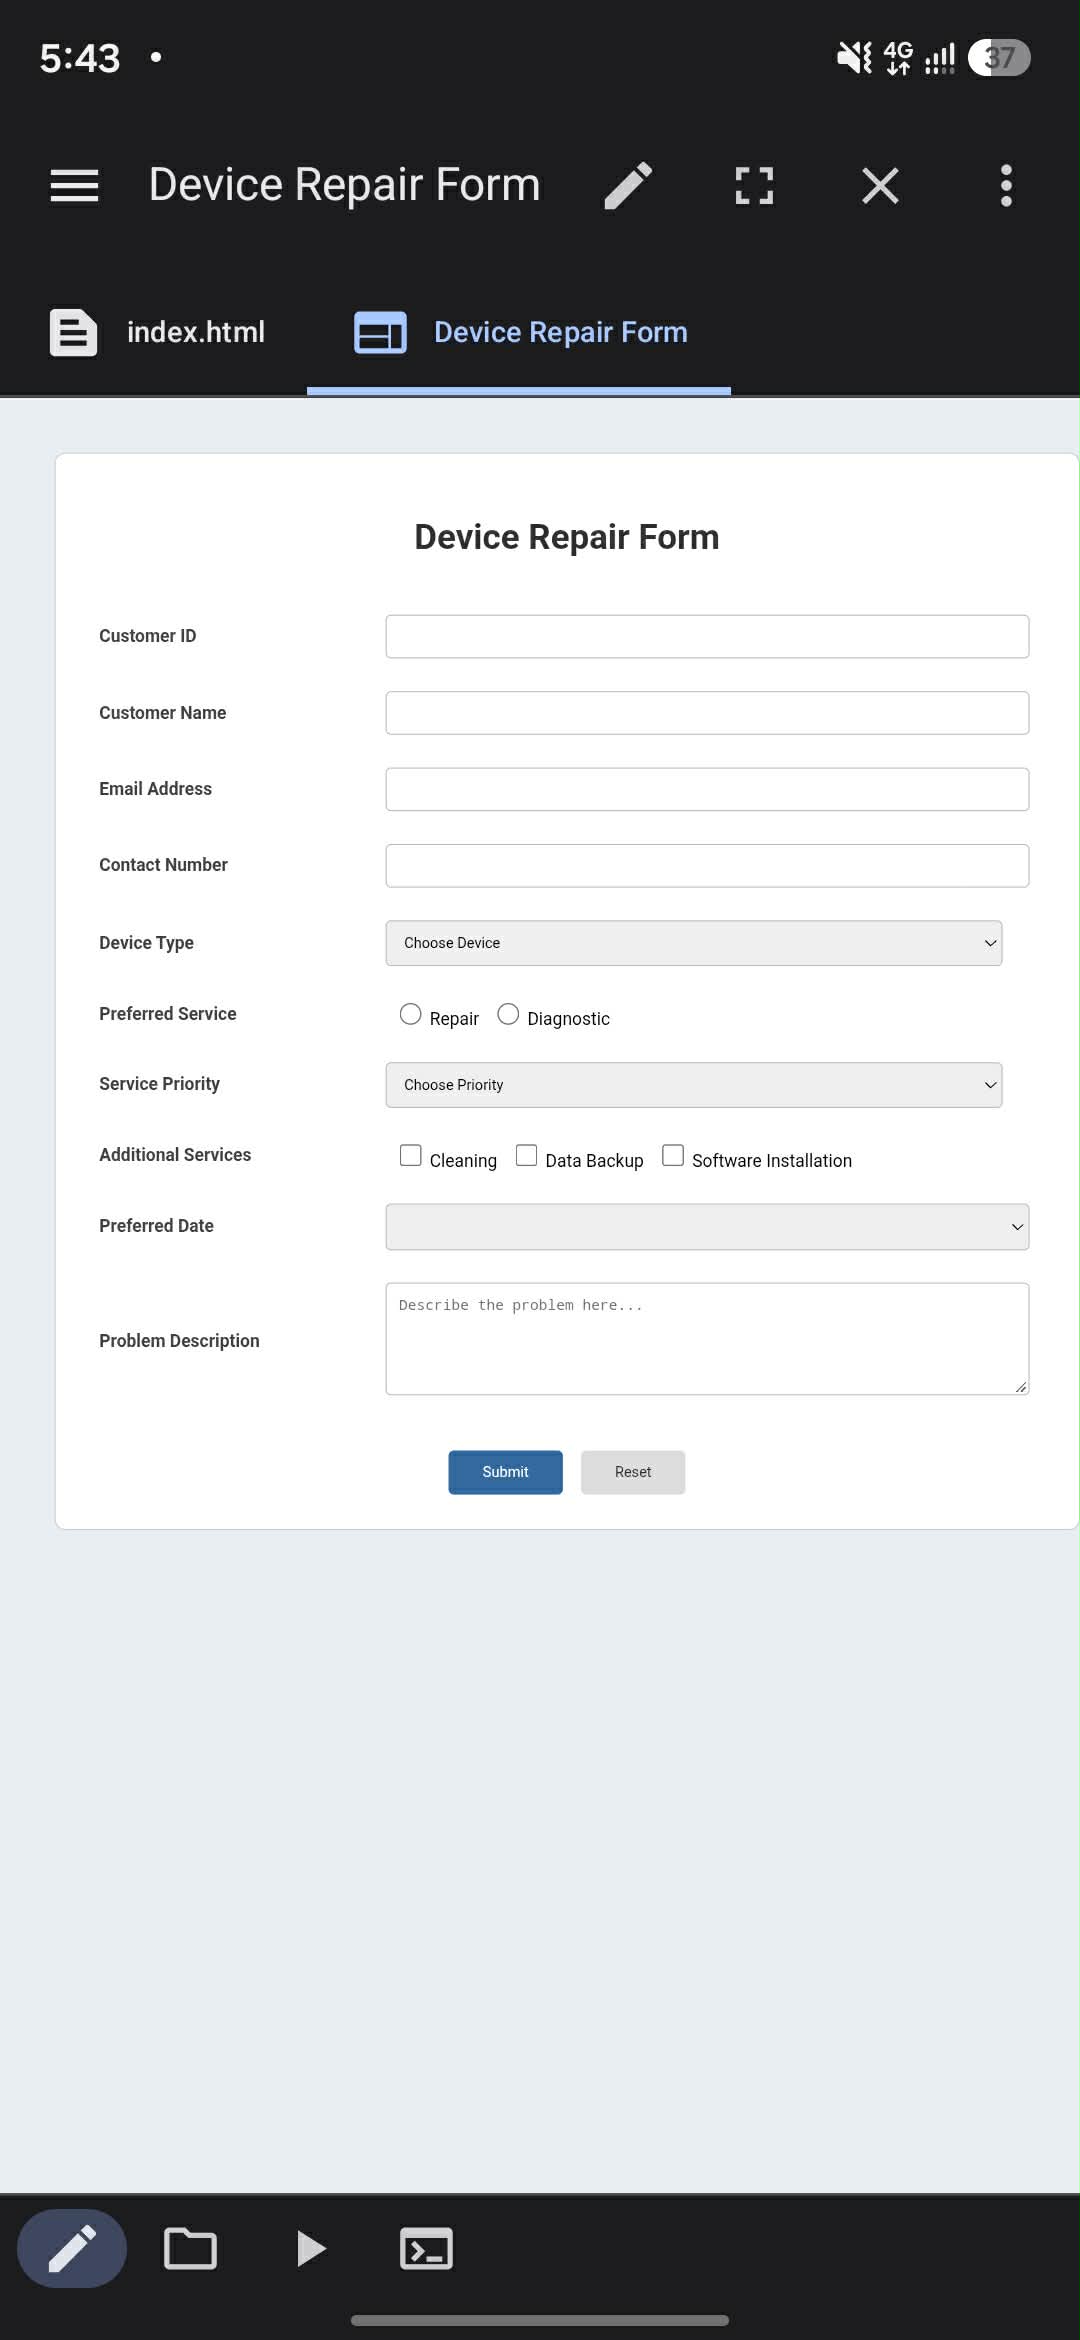 5:43
4G
37
Device Repair Form
index.html
Device Repair Form
Device Repair Form
Customer ID
Customer Name
Email Address
Contact Number
Device Type
Choose Device
Preferred Service
Repair
Diagnostic
Service Priority
Choose Priority
Additional Services
Cleaning
Data Backup
Software Installation
Preferred Date
Problem Description
Describe the problem here...
Submit
Reset